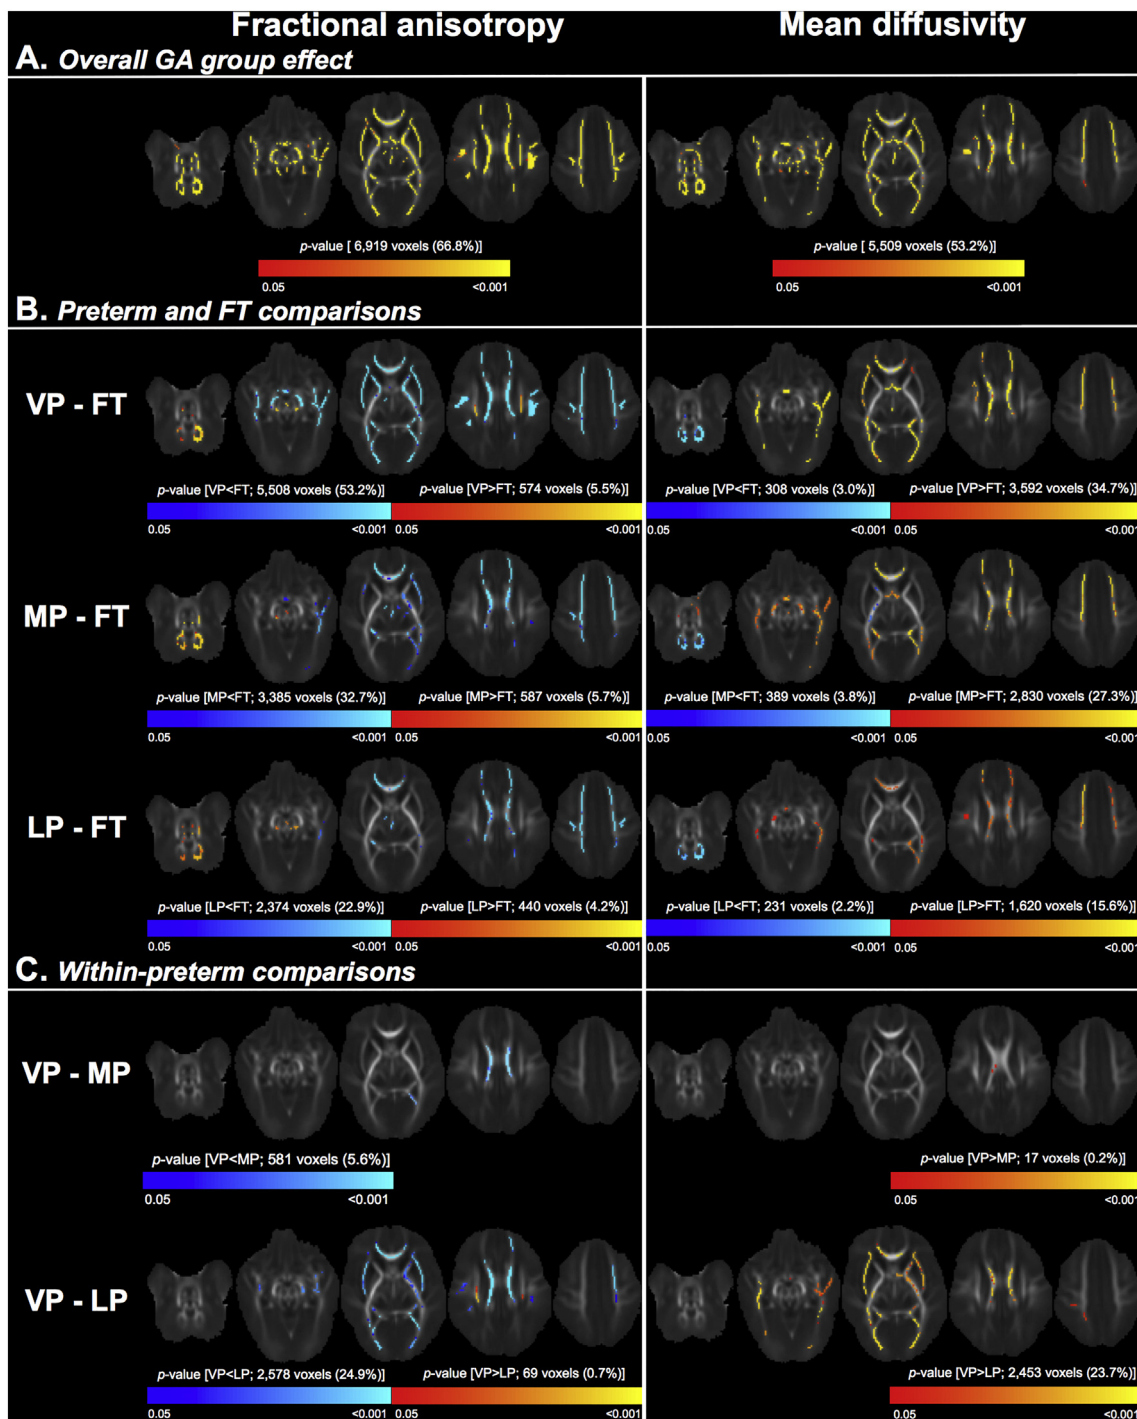 Fractional anisotropy Mean diffusivity
A. Overall GA group effect
p-value [ 6,919 voxels (66.8%)] p-value [ 5,509 voxels (53.2%)]
0.05 <0.001 0.05 <0.001
B. Preterm and FT comparisons
VP - FT
p-value [VP<FT; 5,508 voxels (53.2%)] p-value [VP>FT; 574 voxels (5.5%)] p-value [VP<FT; 308 voxels (3.0%)] p-value [VP>FT; 3,592 voxels (34.7%)]
0.05 <0.001 0.05 <0.001 0.05 <0.001 0.05 <0.001
MP - FT
p-value [MP<FT; 3,385 voxels (32.7%)] p-value [MP>FT; 587 voxels (5.7%)] p-value [MP<FT; 389 voxels (3.8%)] p-value [MP>FT; 2,830 voxels (27.3%)]
0.05 <0.001 0.05 <0.001 0.05 <0.001 0.05 <0.001
LP - FT
p-value [LP<FT; 2,374 voxels (22.9%)] p-value [LP>FT; 440 voxels (4.2%)] p-value [LP<FT; 231 voxels (2.2%)] p-value [LP>FT; 1,620 voxels (15.6%)]
0.05 <0.001 0.05 <0.001 0.05 <0.001 0.05 <0.001
C. Within-preterm comparisons
VP - MP
p-value [VP<MP; 581 voxels (5.6%)] p-value [VP>MP; 17 voxels (0.2%)]
0.05 <0.001 0.05 <0.001
VP - LP
p-value [VP<LP; 2,578 voxels (24.9%)] p-value [VP>LP; 69 voxels (0.7%)] p-value [VP>LP; 2,453 voxels (23.7%)]
0.05 <0.001 0.05 <0.001 0.05 <0.001